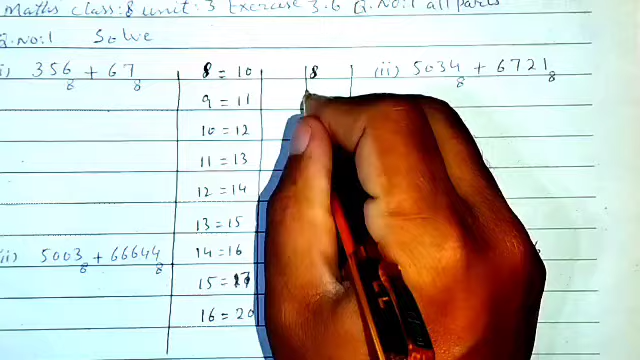 Maths class:8 unit:3 Exercise 3.6 Q.No:1 all parts
Q.No:1 Solve
i) 356₈ + 67₈
8 = 10
9 = 11
10 = 12
11 = 13
12 = 14
13 = 15
14 = 16
15 = 17
16 = 20
8
(ii) 5034₈ + 6721₈
ii) 5003₈ + 66644₈